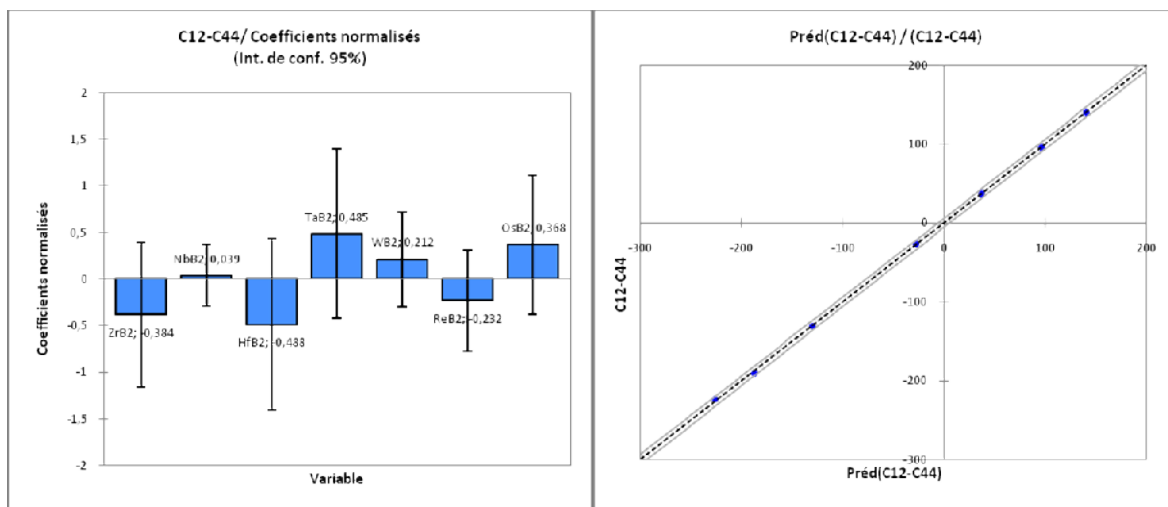 C12-C44/ Coefficients normalisés
(Int. de conf. 95%)
Coefficients normalisés
2
1,5
1
0,5
0
-0,5
-1
-1,5
-2
ZrB2; -0,384
NbB2; 0,039
HfB2; -0,488
TaB2; 0,485
WB2; 0,212
ReB2; -0,232
OsB2; 0,368
Variable
Préd(C12-C44) / (C12-C44)
C12-C44
200
100
0
-100
-200
-300
-300
-200
-100
0
100
200
Préd(C12-C44)